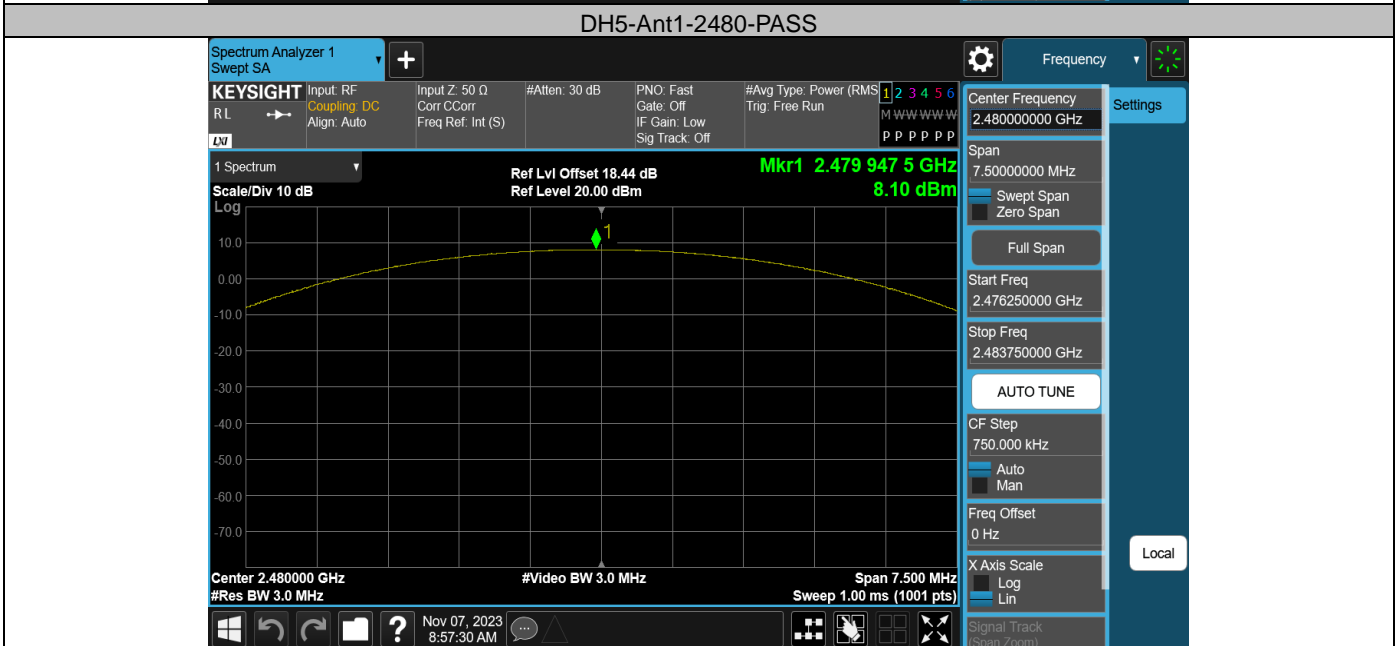 DH5-Ant1-2480-PASS
Spectrum Analyzer 1
Swept SA
+
Frequency
KEYSIGHT
R L
LXI
Input: RF
Coupling: DC
Align: Auto
Input Z: 50 Ω
Corr CCorr
Freq Ref: Int (S)
#Atten: 30 dB
PNO: Fast
Gate: Off
IF Gain: Low
Sig Track: Off
#Avg Type: Power (RMS
Trig: Free Run
1 2 3 4 5 6
M W W W W W
P P P P P P
Center Frequency
2.480000000 GHz
Settings
1 Spectrum
Scale/Div 10 dB
Log
Ref Lvl Offset 18.44 dB
Ref Level 20.00 dBm
Mkr1 2.479 947 5 GHz
8.10 dBm
1
10.0
0.00
-10.0
-20.0
-30.0
-40.0
-50.0
-60.0
-70.0
Span
7.50000000 MHz
Swept Span
Zero Span
Full Span
Start Freq
2.476250000 GHz
Stop Freq
2.483750000 GHz
AUTO TUNE
CF Step
750.000 kHz
Auto
Man
Freq Offset
0 Hz
X Axis Scale
Log
Lin
Signal Track
(Span Zoom)
Local
Center 2.480000 GHz
#Res BW 3.0 MHz
#Video BW 3.0 MHz
Span 7.500 MHz
Sweep 1.00 ms (1001 pts)
?
Nov 07, 2023
8:57:30 AM